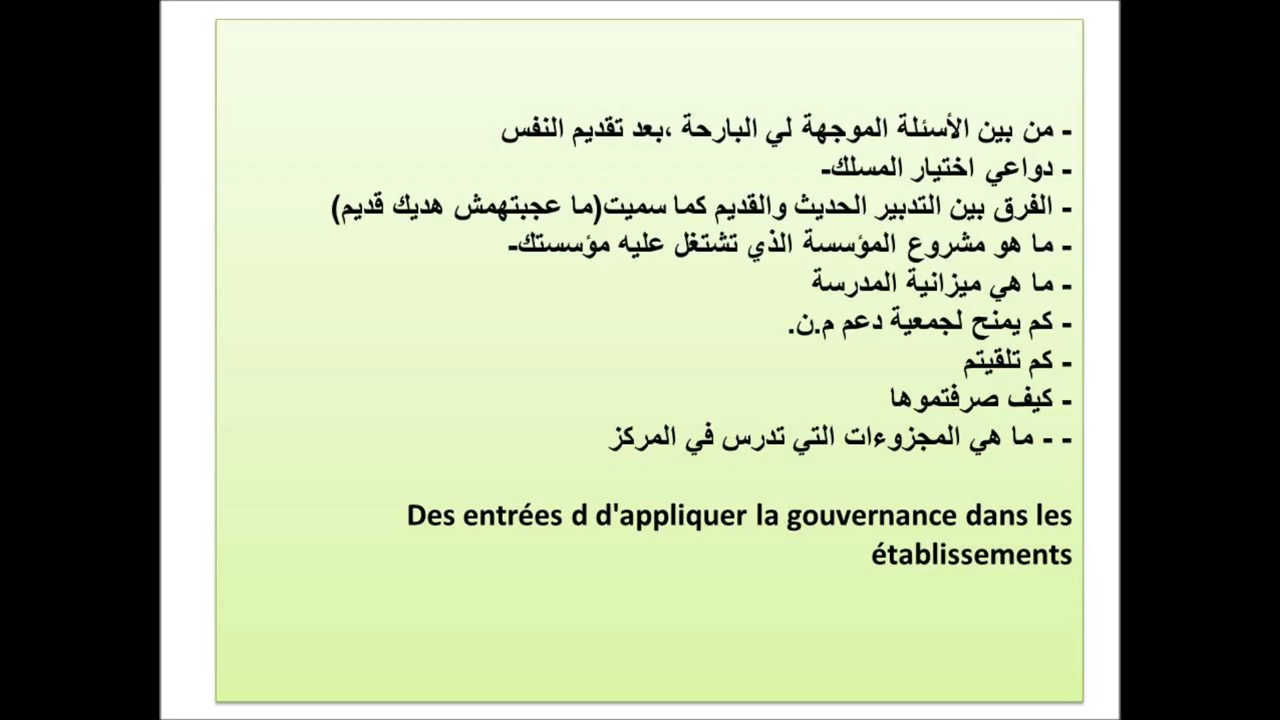 - من بين الأسئلة الموجهة لي البارحة ،بعد تقديم النفس
- دواعي اختيار المسلك-
- الفرق بين التدبير الحديث والقديم كما سميت(ما عجبتهمش هديك قديم)
- ما هو مشروع المؤسسة الذي تشتغل عليه مؤسستك-
- ما هي ميزانية المدرسة
- كم يمنح لجمعية دعم م.ن.
- كم تلقيتم
- كيف صرفتموها
- - ما هي المجزوءات التي تدرس في المركز
Des entrées d d'appliquer la gouvernance dans les
établissements